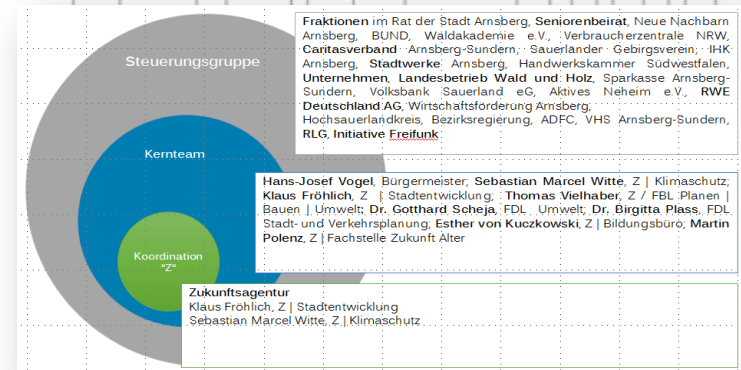 Steuerungsgruppe
Fraktionen im Rat der Stadt Arnsberg, Seniorenbeirat, Neue Nachbarn
Arnsberg, BUND, Waldakademie e.V., Verbraucherzentrale NRW,
Caritasverband Arnsberg-Sundern, Sauerländer Gebirgsverein; IHK
Arnsberg, Stadtwerke Arnsberg, Handwerkskammer Südwestfalen,
Unternehmen, Landesbetrieb Wald und Holz, Sparkasse Arnsberg-
Sundern, Volksbank Sauerland eG, Aktives Neheim e.V., RWE
Deutschland AG, Wirtschaftsförderung Arnsberg,
Hochsauerlandkreis, Bezirksregierung, ADFC, VHS Arnsberg-Sundern,
RLG, Initiative Freifunk
Kernteam
Hans-Josef Vogel, Bürgermeister; Sebastian Marcel Witte, Z | Klimaschutz;
Klaus Fröhlich, Z | Stadtentwicklung; Thomas Vielhaber, Z / FBL Planen |
Bauen | Umwelt; Dr. Gotthard Scheja, FDL Umwelt; Dr. Birgitta Plass, FDL
Stadt- und Verkehrsplanung; Esther von Kuczkowski, Z | Bildungsbüro; Martin
Polenz, Z | Fachstelle Zukunft Alter
Koordination
"Z"
Zukunftsagentur
Klaus Fröhlich, Z | Stadtentwicklung
Sebastian Marcel Witte, Z | Klimaschutz